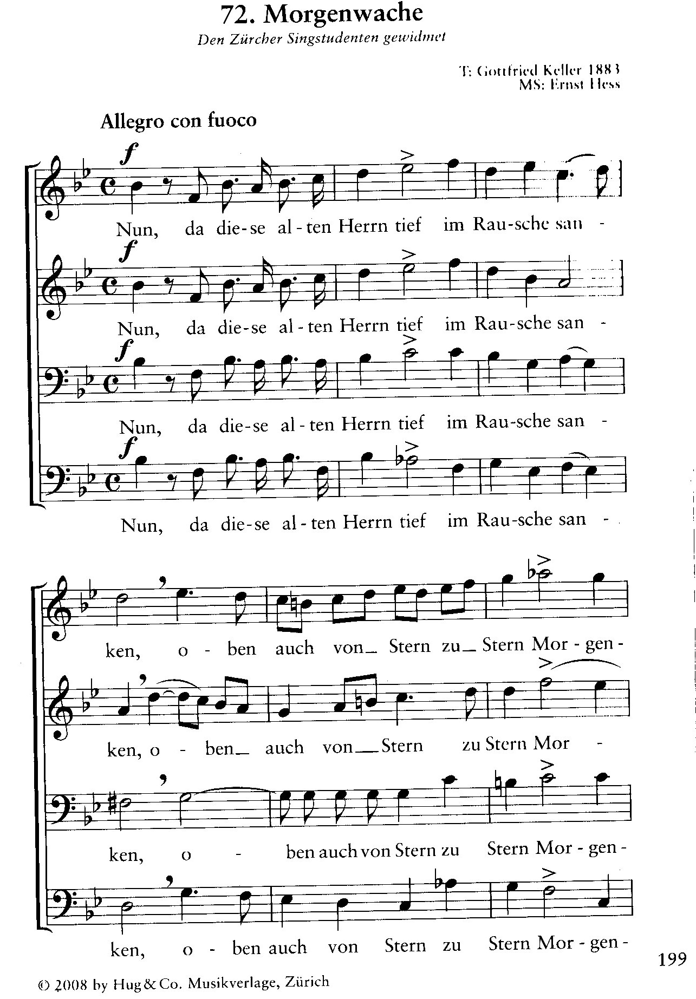 72. Morgenwache
Den Zürcher Singstudenten gewidmet
T: Gottfried Keller 1883
MS: Ernst Hess
Allegro con fuoco
f
Nun, da die-se al-ten Herrn tief im Rau-sche san -
f
Nun, da die-se al-ten Herrn tief im Rau-sche san -
f
Nun, da die-se al-ten Herrn tief im Rau-sche san -
f
Nun, da die-se al-ten Herrn tief im Rau-sche san -
ken, o - ben auch von_ Stern zu_ Stern Mor - gen -
ken, o - ben_ auch von_ Stern zu Stern Mor -
ken, o - ben auch von Stern zu Stern Mor - gen -
ken, o - ben auch von Stern zu Stern Mor - gen -
199
© 2008 by Hug & Co. Musikverlage, Zürich